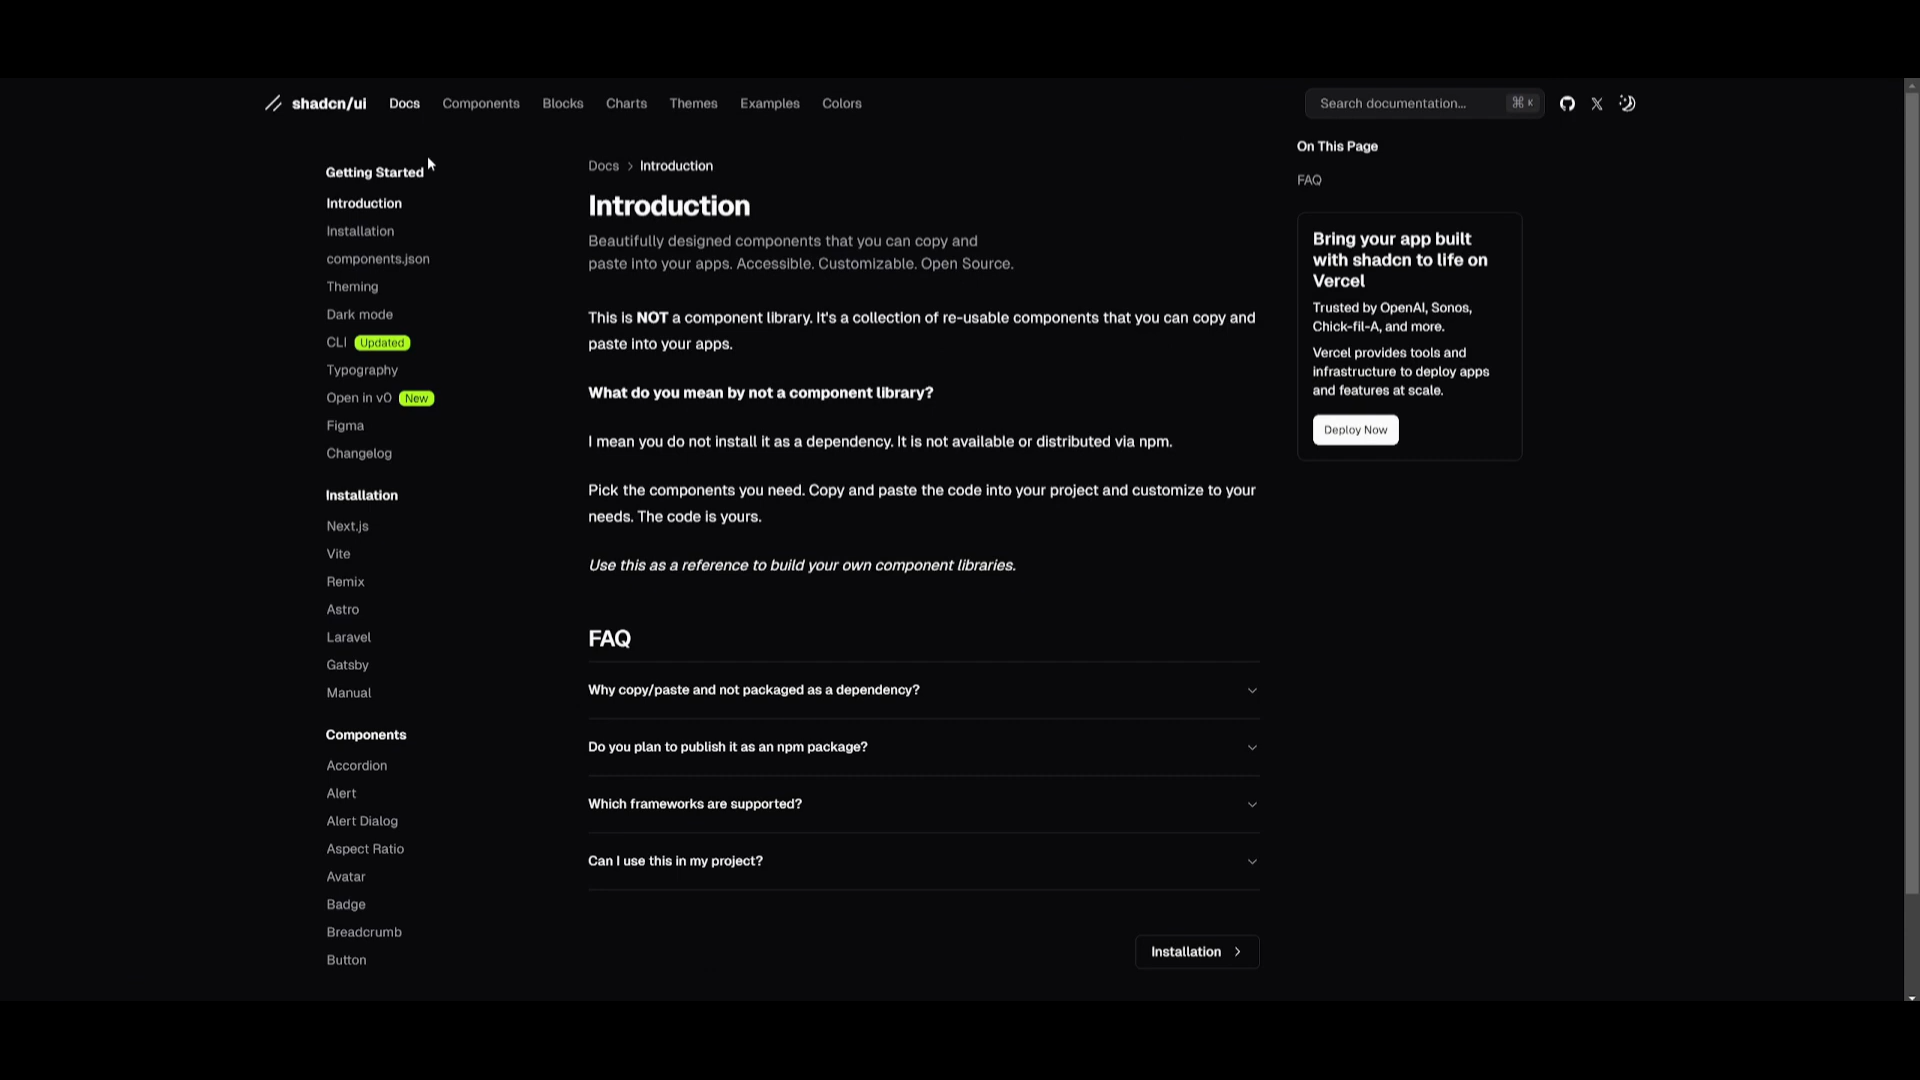 shadcn/ui Docs Components Blocks Charts Themes Examples Colors Search documentation... ⌘ K
Getting Started
Introduction
Installation
components.json
Theming
Dark mode
CLI Updated
Typography
Open in v0 New
Figma
Changelog
Installation
Next.js
Vite
Remix
Astro
Laravel
Gatsby
Manual
Components
Accordion
Alert
Alert Dialog
Aspect Ratio
Avatar
Badge
Breadcrumb
Button
Docs > Introduction
Introduction
Beautifully designed components that you can copy and
paste into your apps. Accessible. Customizable. Open Source.
This is NOT a component library. It's a collection of re-usable components that you can copy and
paste into your apps.
What do you mean by not a component library?
I mean you do not install it as a dependency. It is not available or distributed via npm.
Pick the components you need. Copy and paste the code into your project and customize to your
needs. The code is yours.
Use this as a reference to build your own component libraries.
FAQ
Why copy/paste and not packaged as a dependency?
Do you plan to publish it as an npm package?
Which frameworks are supported?
Can I use this in my project?
Installation >
On This Page
FAQ
Bring your app built
with shadcn to life on
Vercel
Trusted by OpenAI, Sonos,
Chick-fil-A, and more.
Vercel provides tools and
infrastructure to deploy apps
and features at scale.
Deploy Now